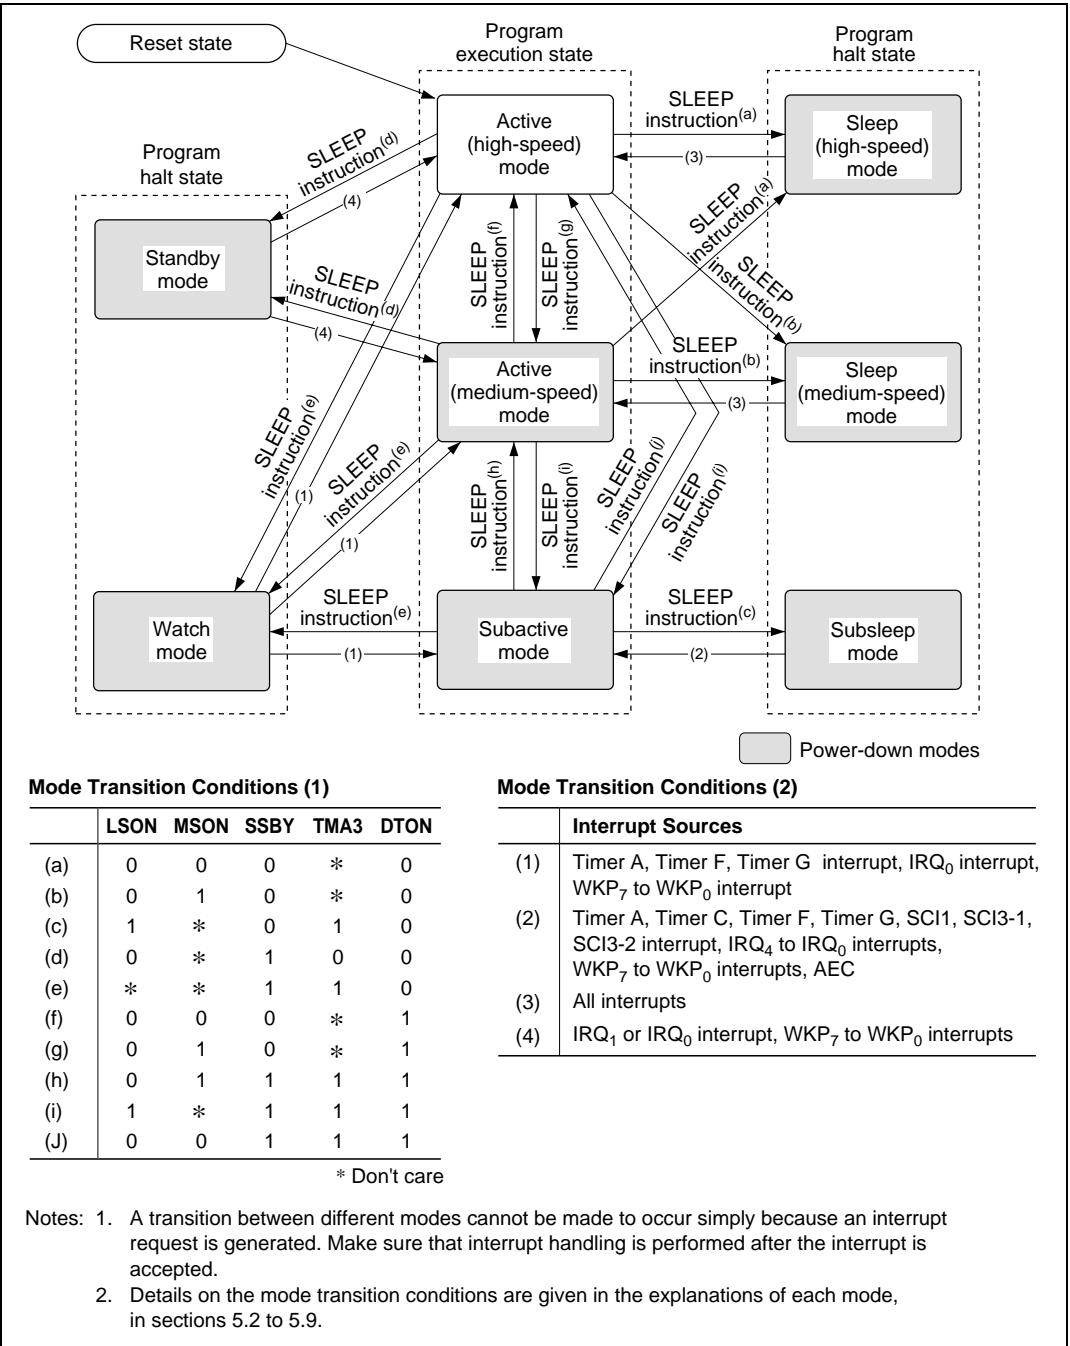 Reset state
Program
execution state
Program
halt state
Program
halt state
Active
(high-speed)
mode
SLEEP
instruction(a)
(3)
Sleep
(high-speed)
mode
SLEEP
instruction(d)
(4)
Standby
mode
SLEEP
instruction(d)
(4)
SLEEP
instruction(f)
SLEEP
instruction(g)
SLEEP
instruction(a)
SLEEP
instruction(b)
Active
(medium-speed)
mode
SLEEP
instruction(b)
(3)
Sleep
(medium-speed)
mode
SLEEP
instruction(e)
(1)
SLEEP
instruction(e)
(1)
SLEEP
instruction(h)
SLEEP
instruction(i)
SLEEP
instruction(j)
SLEEP
instruction(i)
Watch
mode
SLEEP
instruction(e)
(1)
Subactive
mode
SLEEP
instruction(c)
(2)
Subsleep
mode
Power-down modes
Mode Transition Conditions (1)
LSON MSON SSBY TMA3 DTON
(a) 0 0 0 * 0
(b) 0 1 0 * 0
(c) 1 * 0 1 0
(d) 0 * 1 0 0
(e) * * 1 1 0
(f) 0 0 0 * 1
(g) 0 1 0 * 1
(h) 0 1 1 1 1
(i) 1 * 1 1 1
(J) 0 0 1 1 1
* Don't care
Mode Transition Conditions (2)
Interrupt Sources
(1) Timer A, Timer F, Timer G interrupt, IRQ0 interrupt,
WKP7 to WKP0 interrupt
(2) Timer A, Timer C, Timer F, Timer G, SCI1, SCI3-1,
SCI3-2 interrupt, IRQ4 to IRQ0 interrupts,
WKP7 to WKP0 interrupts, AEC
(3) All interrupts
(4) IRQ1 or IRQ0 interrupt, WKP7 to WKP0 interrupts
Notes: 1. A transition between different modes cannot be made to occur simply because an interrupt
request is generated. Make sure that interrupt handling is performed after the interrupt is
accepted.
2. Details on the mode transition conditions are given in the explanations of each mode,
in sections 5.2 to 5.9.